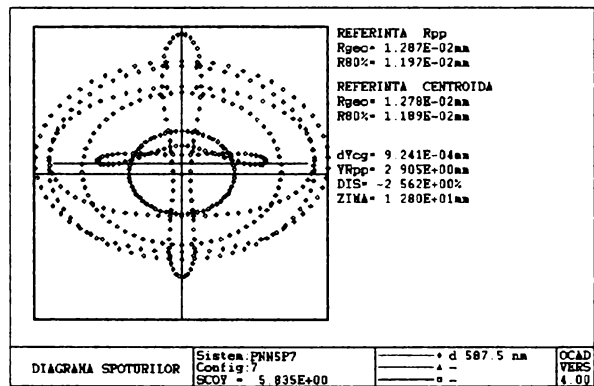 REFERINTA Rpp
Rgeo= 1.287E-02mm
R80%= 1.197E-02mm
REFERINTA CENTROIDA
Rgeo= 1.278E-02mm
R80%= 1.189E-02mm
dYcg= 9.241E-04mm
YRpp= 2 905E+00mm
DIS= -2 562E+00%
ZIMA= 1 280E+01mm
DIAGRAMA SPOTURILOR
Sistem:PNNSP7
Config:7
SCOY = 5.835E+00
d 587.5 nm
-
-
OCAD
VERS
4.00